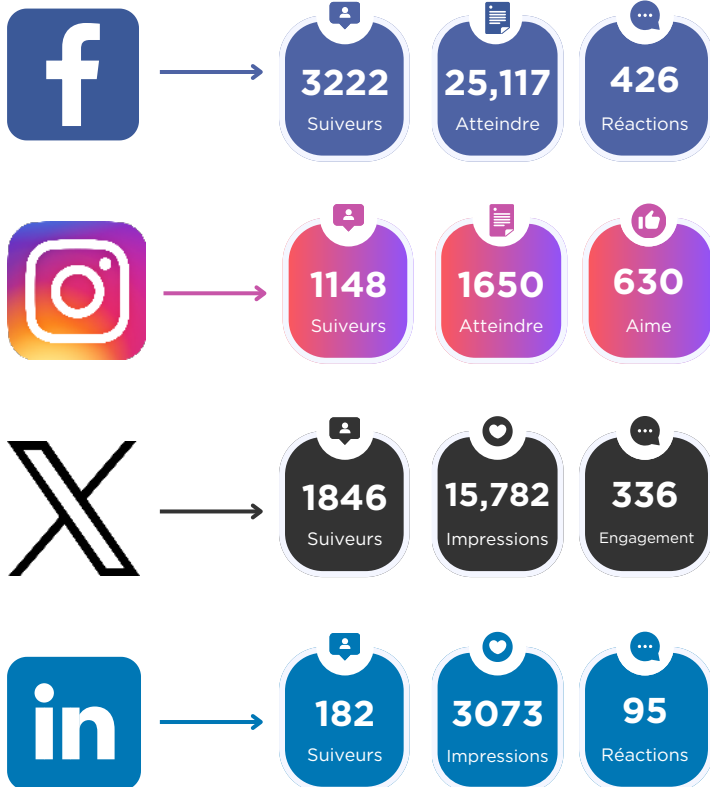 f
3222
Suiveurs
25,117
Atteindre
426
Réactions
1148
Suiveurs
1650
Atteindre
630
Aime
X
1846
Suiveurs
15,782
Impressions
336
Engagement
in
182
Suiveurs
3073
Impressions
95
Réactions